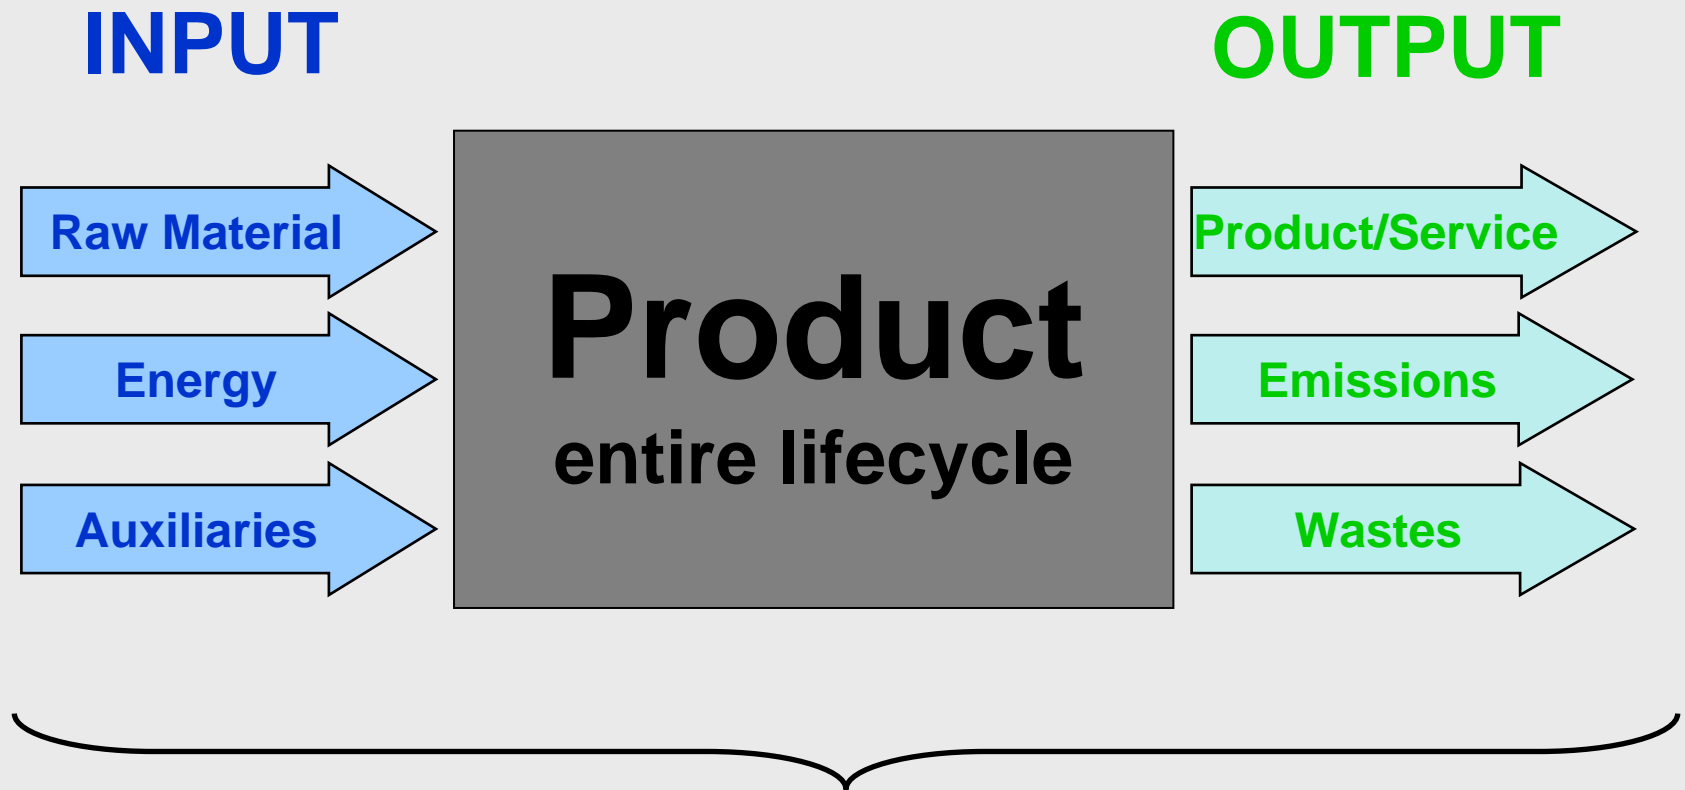 INPUT
OUTPUT
Raw Material
Energy
Auxiliaries
Product
entire lifecycle
Product/Service
Emissions
Wastes